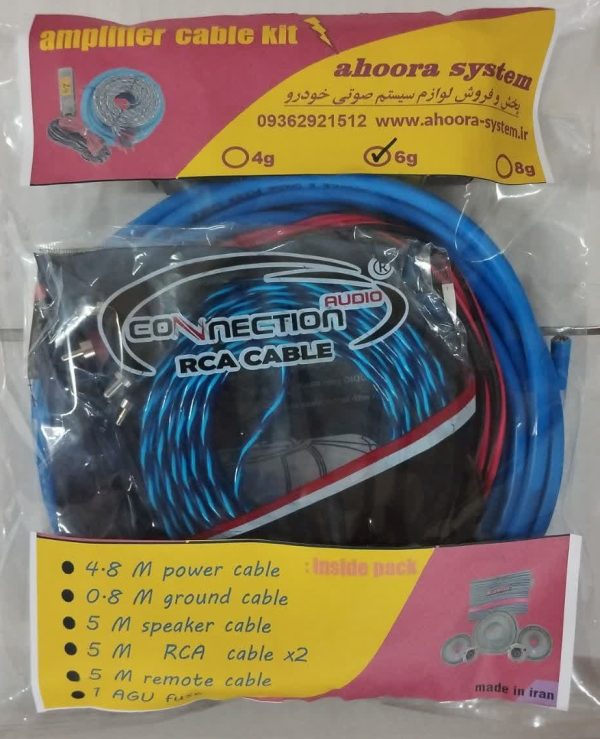 amplifier cable kit
ahoora system
پخش و فروش لوازم سیستم صوتی خودرو
09362921512 www.ahoora-system.ir
4g 6g 8g
CONNECTION AUDIO ®
RCA CABLE
: Inside pack
4.8 M power cable
0.8 M ground cable
5 M speaker cable
5 M RCA cable x2
5 M remote cable
1 AGU fuse
made in iran